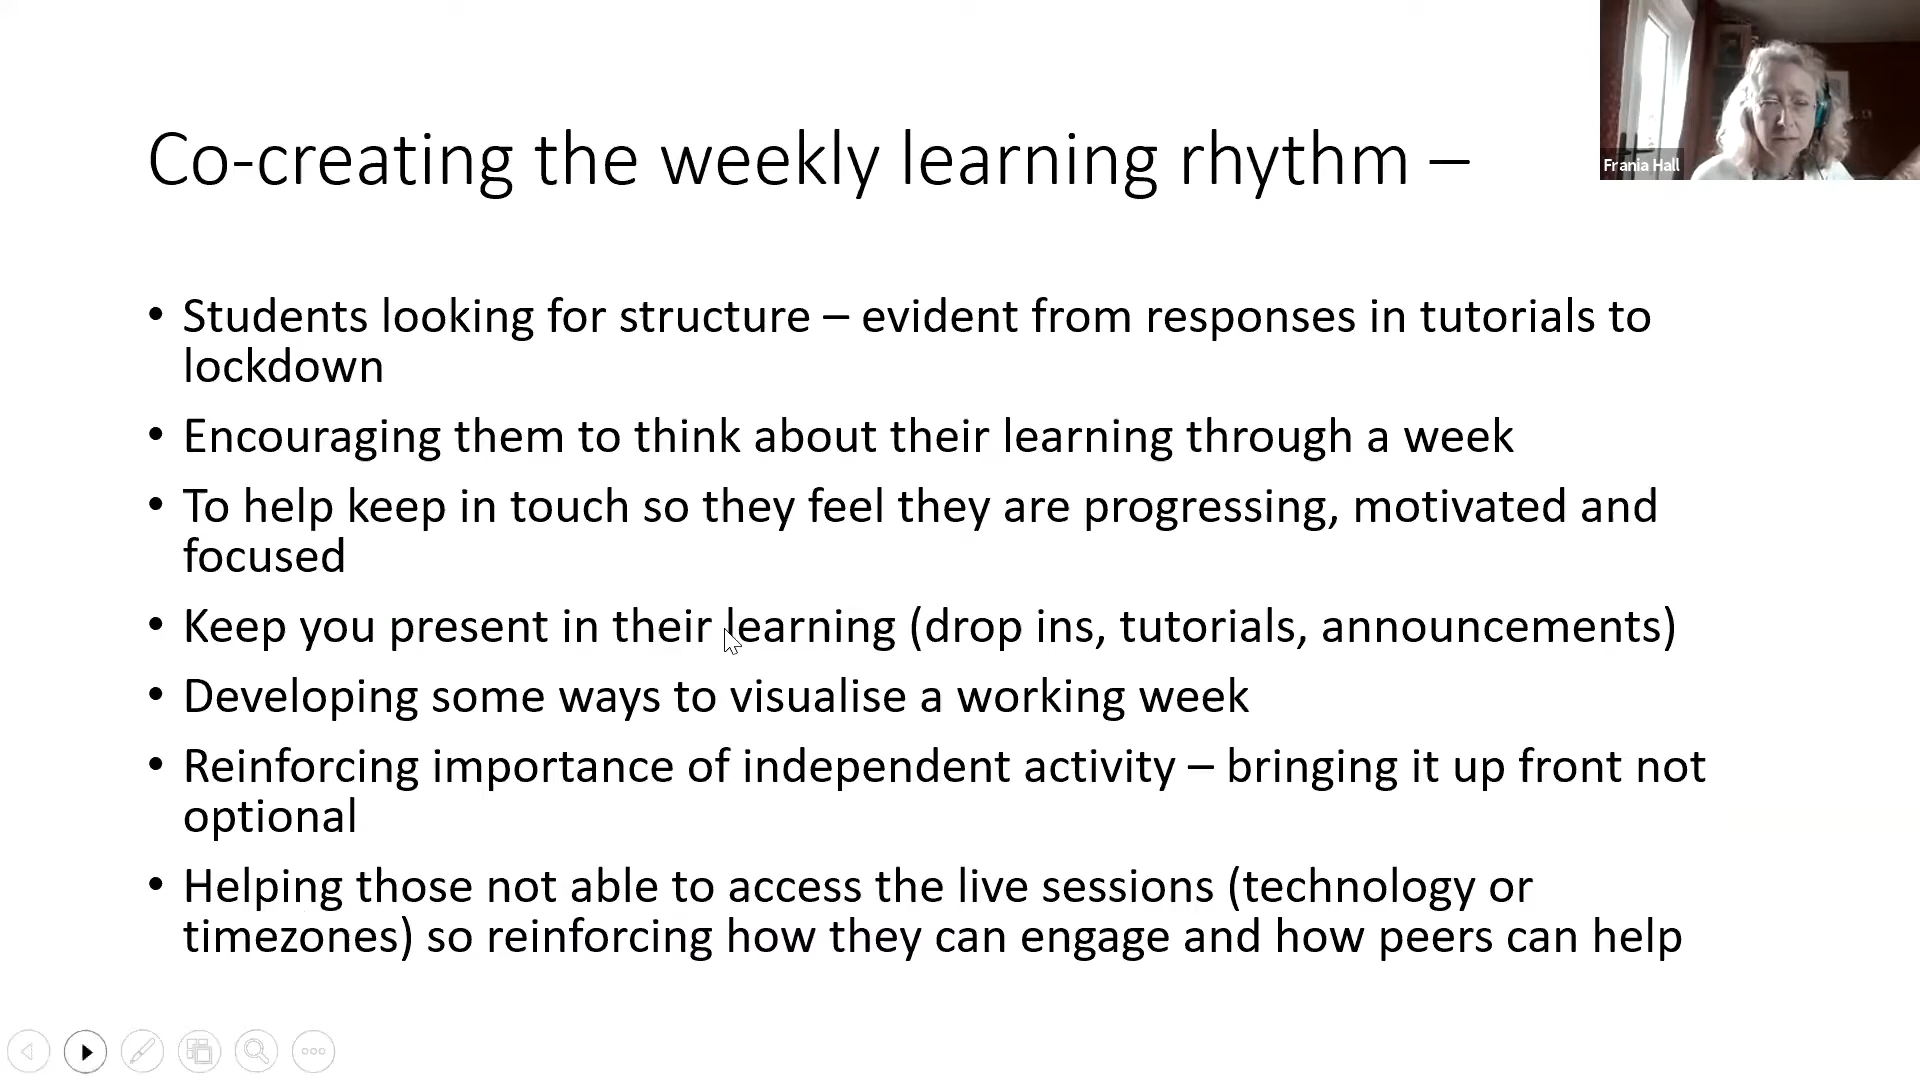 Co-creating the weekly learning rhythm –
Frania Hall
• Students looking for structure – evident from responses in tutorials to
lockdown
• Encouraging them to think about their learning through a week
• To help keep in touch so they feel they are progressing, motivated and
focused
• Keep you present in their learning (drop ins, tutorials, announcements)
• Developing some ways to visualise a working week
• Reinforcing importance of independent activity – bringing it up front not
optional
• Helping those not able to access the live sessions (technology or
timezones) so reinforcing how they can engage and how peers can help